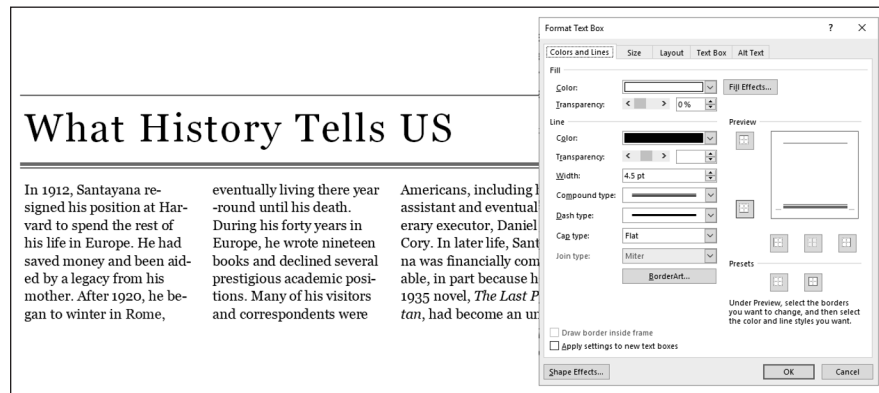 What History Tells US
In 1912, Santayana re-
signed his position at Har-
vard to spend the rest of
his life in Europe. He had
saved money and been aid-
ed by a legacy from his
mother. After 1920, he be-
gan to winter in Rome,
eventually living there year
-round until his death.
During his forty years in
Europe, he wrote nineteen
books and declined several
prestigious academic posi-
tions. Many of his visitors
and correspondents were
Americans, including
assistant and eventual
erary executor, Daniel
Cory. In later life, Sant
na was financially com
able, in part because h
1935 novel, The Last P
tan, had become an un
Format Text Box
? ×
Colors and Lines Size Layout Text Box Alt Text
Fill
Color:
Fill Effects...
Transparency: < > 0 %
Line
Preview
Color:
Transparency: < >
Width: 4.5 pt
Compound type:
Dash type:
Cap type: Flat
Join type: Miter
Presets
BorderArt...
Under Preview, select the borders
you want to change, and then select
the color and line styles you want.
Draw border inside frame
Apply settings to new text boxes
Shape Effects... OK Cancel